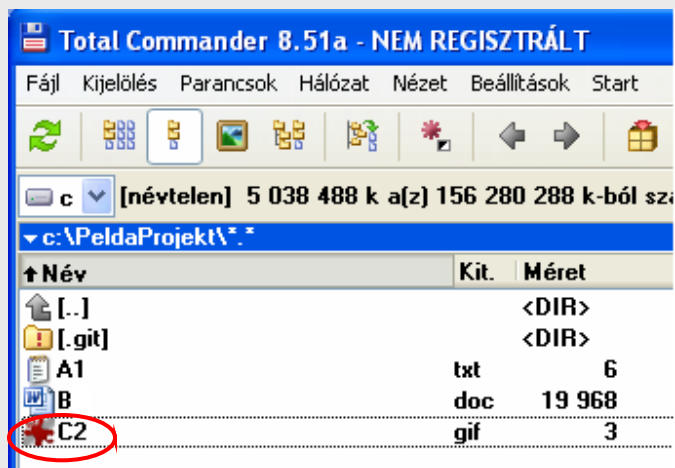 Total Commander 8.51a - NEM REGISZTRÁLT
Fájl Kijelölés Parancsok Hálózat Nézet Beállítások Start
c [névtelen] 5 038 488 k a(z) 156 280 288 k-ból
c:\PeldaProjekt\*.*
Név Kit. Méret
[..] <DIR>
[.git] <DIR>
A1 txt 6
B doc 19 968
C2 gif 3